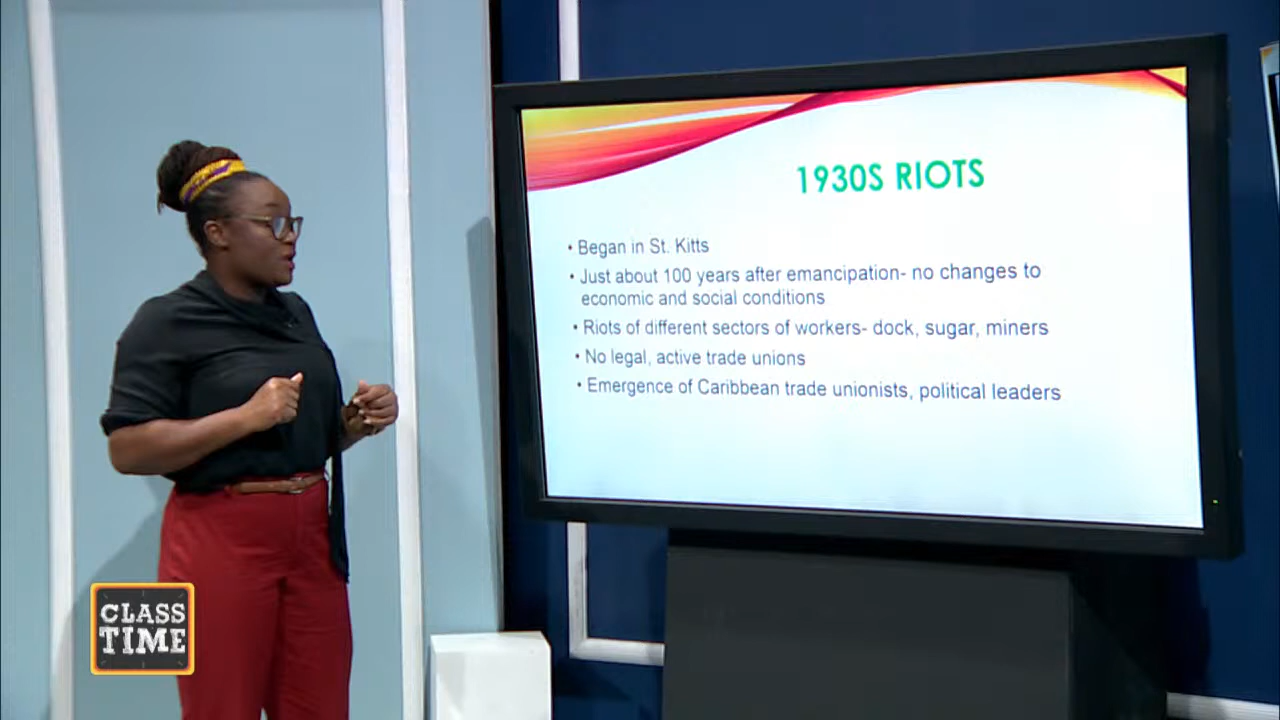 1930S RIOTS
• Began in St. Kitts
• Just about 100 years after emancipation- no changes to
economic and social conditions
• Riots of different sectors of workers- dock, sugar, miners
• No legal, active trade unions
• Emergence of Caribbean trade unionists, political leaders
CLASS
TIME